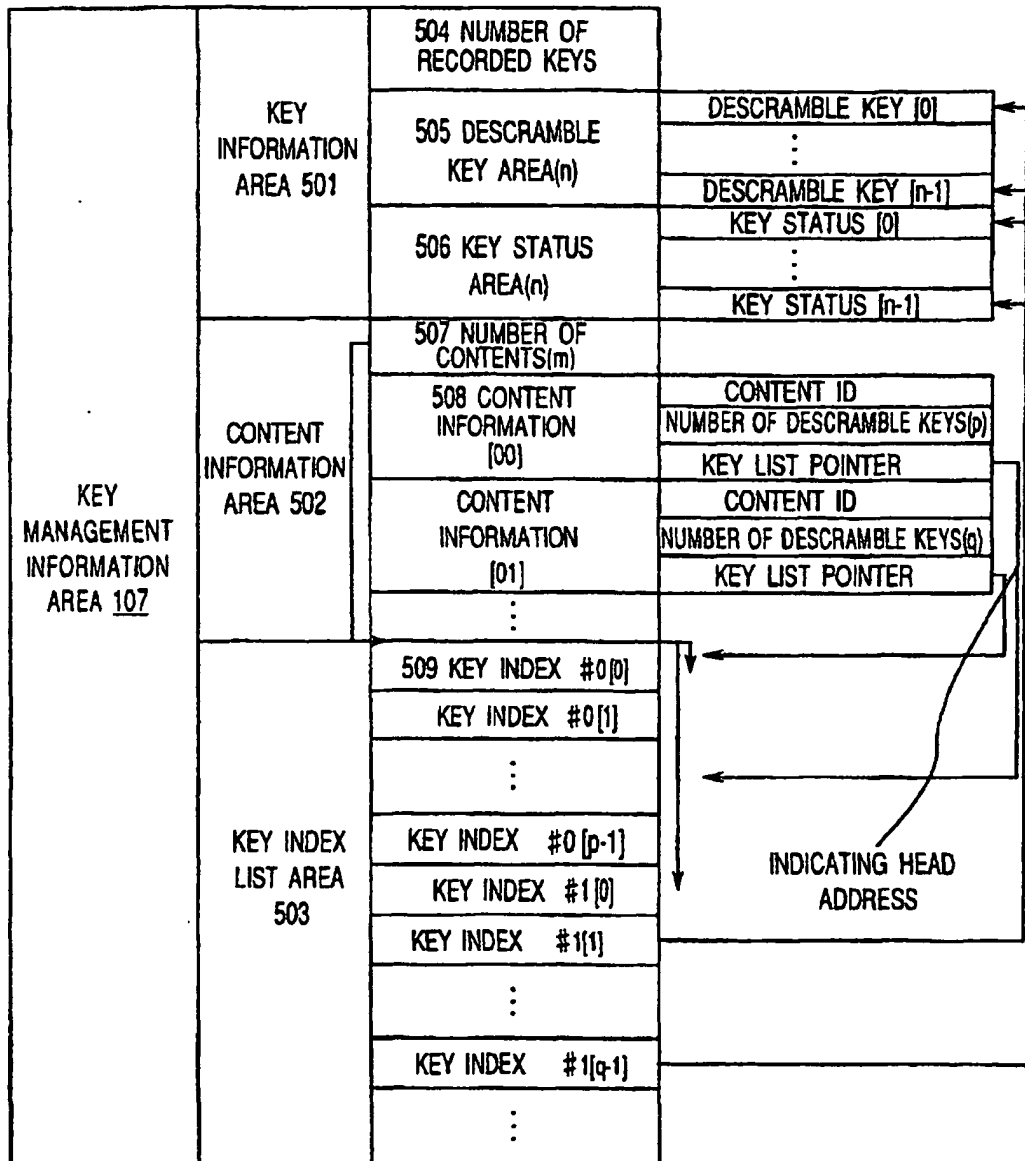 KEY
MANAGEMENT
INFORMATION
AREA 107
KEY
INFORMATION
AREA 501
504 NUMBER OF
RECORDED KEYS
505 DESCRAMBLE
KEY AREA(n)
DESCRAMBLE KEY [0]
⋮
DESCRAMBLE KEY [n-1]
506 KEY STATUS
AREA(n)
KEY STATUS [0]
⋮
KEY STATUS [n-1]
CONTENT
INFORMATION
AREA 502
507 NUMBER OF
CONTENTS(m)
508 CONTENT
INFORMATION
[00]
CONTENT ID
NUMBER OF DESCRAMBLE KEYS(p)
KEY LIST POINTER
CONTENT
INFORMATION
[01]
CONTENT ID
NUMBER OF DESCRAMBLE KEYS(q)
KEY LIST POINTER
⋮
KEY INDEX
LIST AREA
503
509 KEY INDEX #0[0]
KEY INDEX #0[1]
⋮
KEY INDEX #0[p-1]
KEY INDEX #1[0]
KEY INDEX #1[1]
⋮
KEY INDEX #1[q-1]
⋮
INDICATING HEAD
ADDRESS